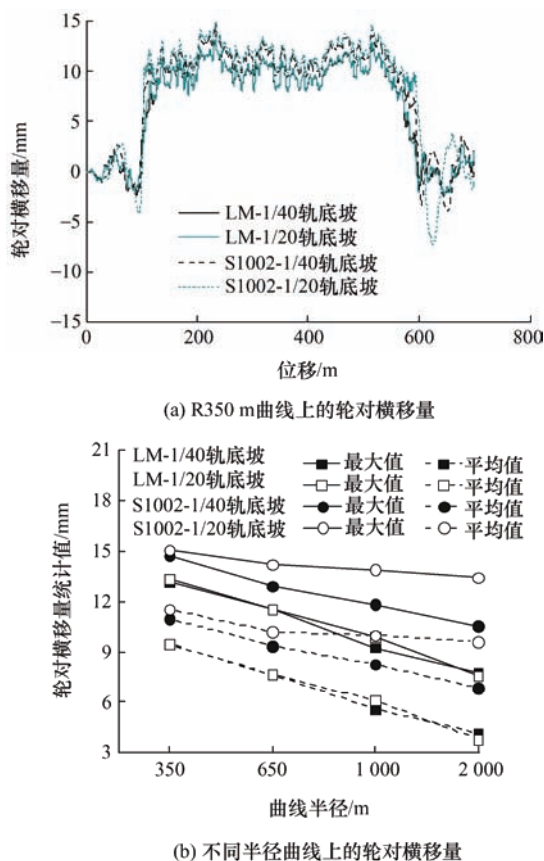 15
10
5
0
−5
−10
−15
轮对横移量/mm
LM-1/40轨底坡
LM-1/20轨底坡
S1002-1/40轨底坡
S1002-1/20轨底坡
0 200 400 600 800
位移/m
(a) R350 m曲线上的轮对横移量
21
18
15
12
9
6
3
轮对横移量统计值/mm
LM-1/40轨底坡 最大值 平均值
LM-1/20轨底坡 最大值 平均值
S1002-1/40轨底坡 最大值 平均值
S1002-1/20轨底坡 最大值 平均值
350 650 1 000 2 000
曲线半径/m
(b) 不同半径曲线上的轮对横移量